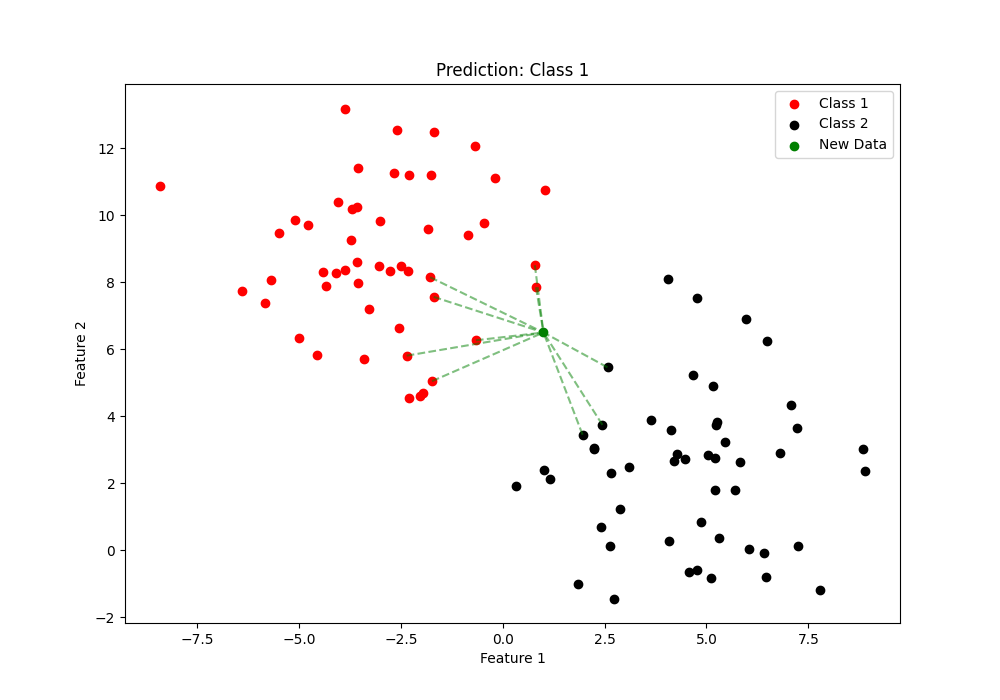 Prediction: Class 1
Class 1
Class 2
New Data
12
10
8
6
4
2
0
−2
Feature 2
−7.5 −5.0 −2.5 0.0 2.5 5.0 7.5
Feature 1